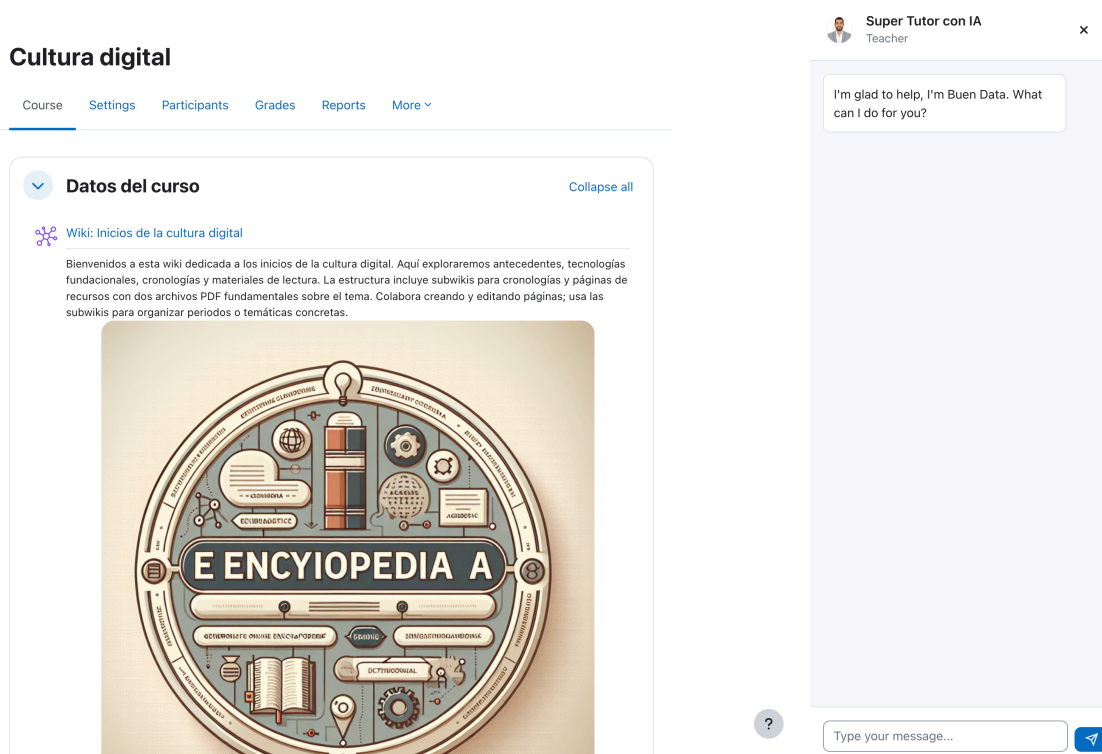 Cultura digital
Course
Settings
Participants
Grades
Reports
More
Datos del curso
Collapse all
Wiki: Inicios de la cultura digital
Bienvenidos a esta wiki dedicada a los inicios de la cultura digital. Aquí exploraremos antecedentes, tecnologías
fundacionales, cronologías y materiales de lectura. La estructura incluye subwikis para cronologías y páginas de
recursos con dos archivos PDF fundamentales sobre el tema. Colabora creando y editando páginas; usa las
subwikis para organizar periodos o temáticas concretas.
E ENCYIOPEDIA A
?
Super Tutor con IA
Teacher
I'm glad to help, I'm Buen Data. What
can I do for you?
Type your message...